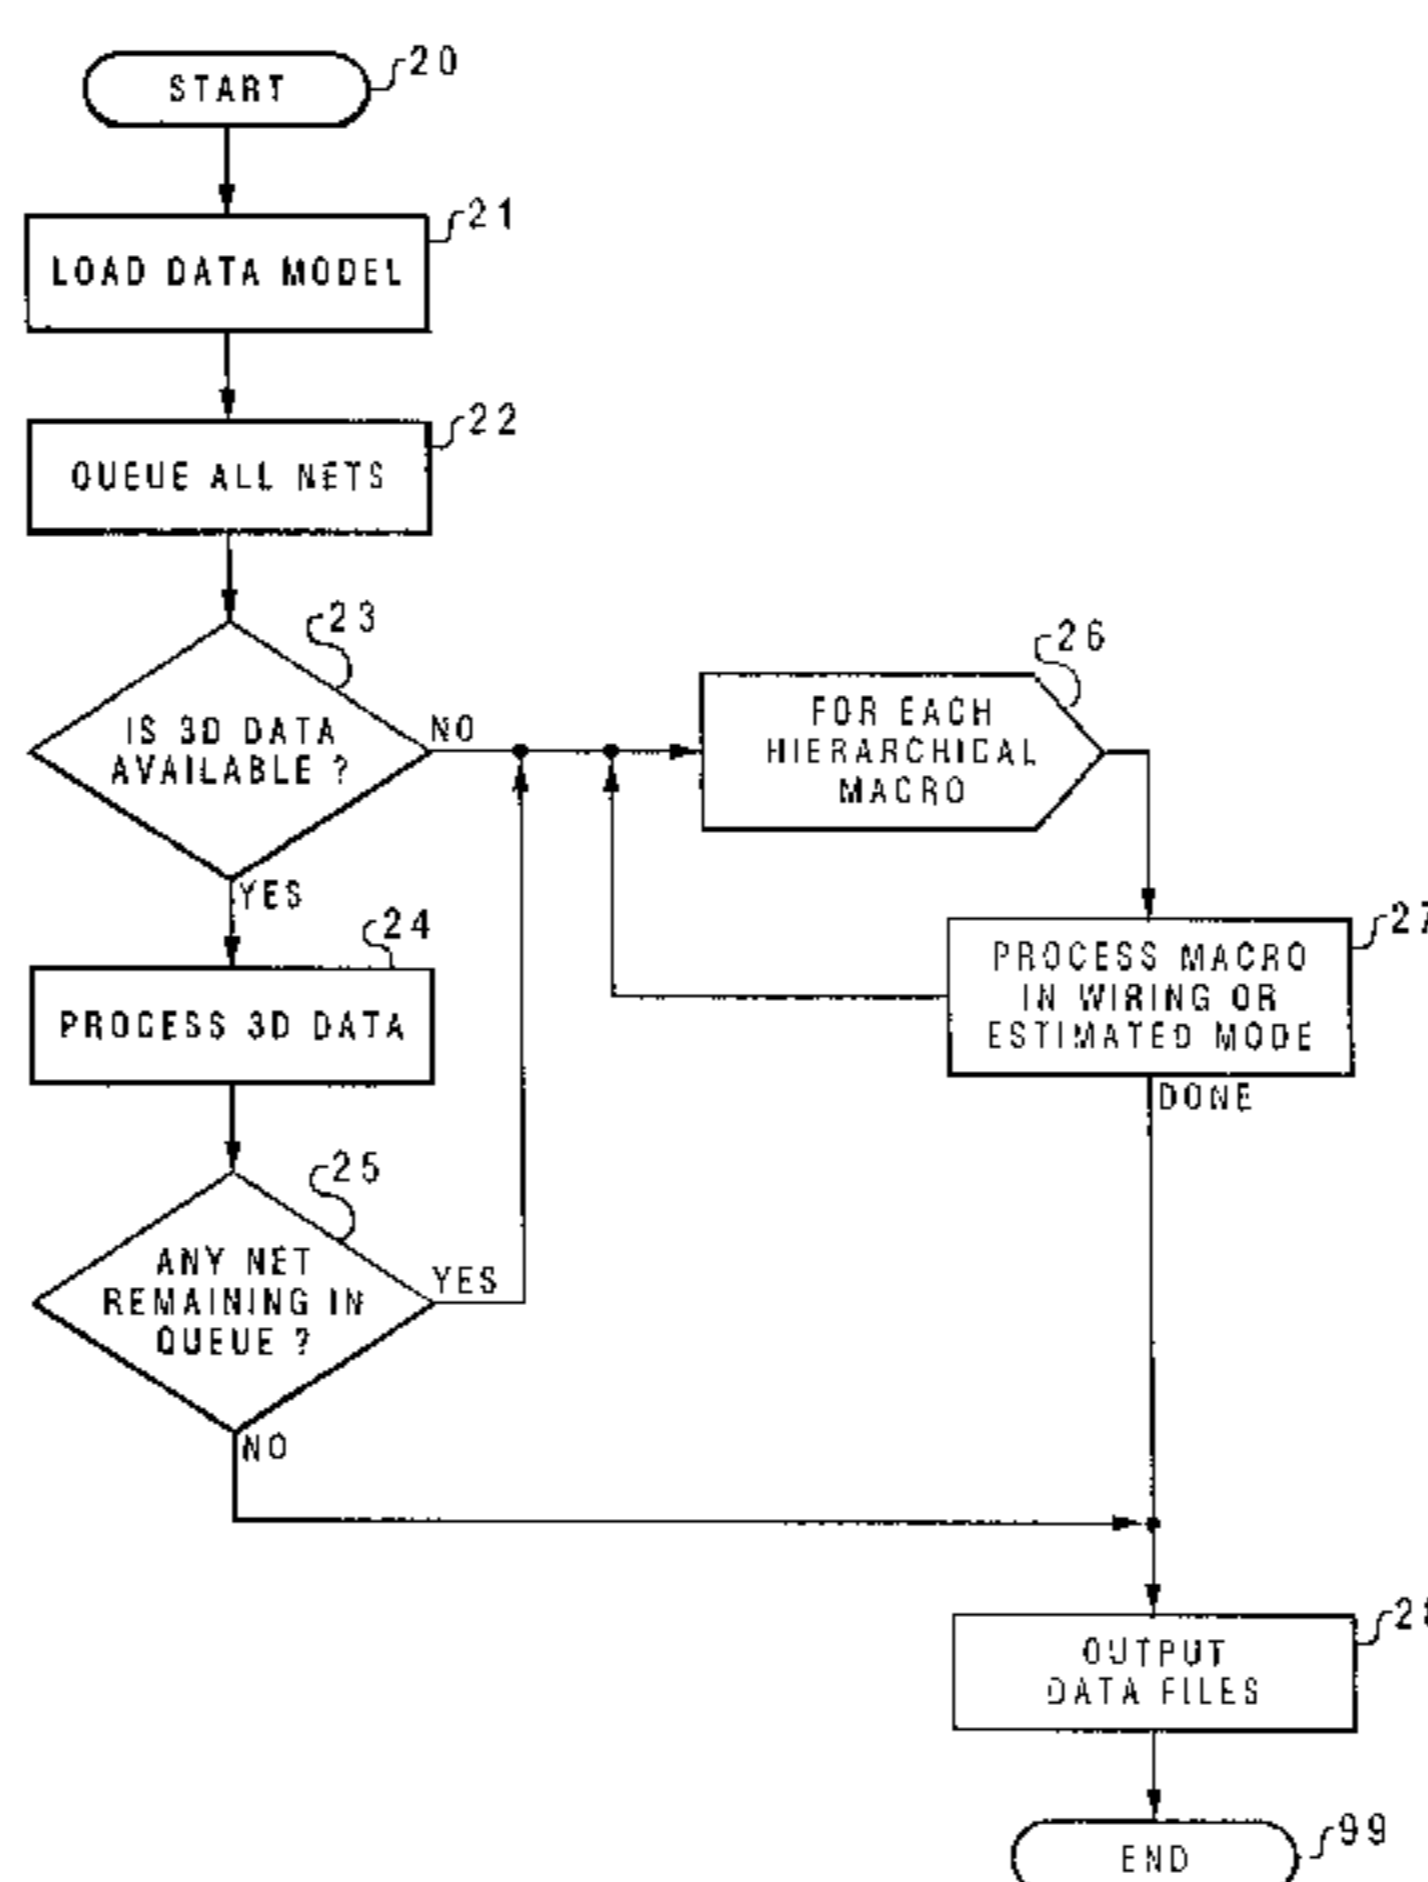 START
20
LOAD DATA MODEL
21
QUEUE ALL NETS
22
23
IS 3D DATA
AVAILABLE ?
NO
YES
24
PROCESS 3D DATA
25
ANY NET
REMAINING IN
QUEUE ?
YES
NO
26
FOR EACH
HIERARCHICAL
MACRO
27
PROCESS MACRO
IN WIRING OR
ESTIMATED MODE
DONE
OUTPUT
DATA FILES
END
99